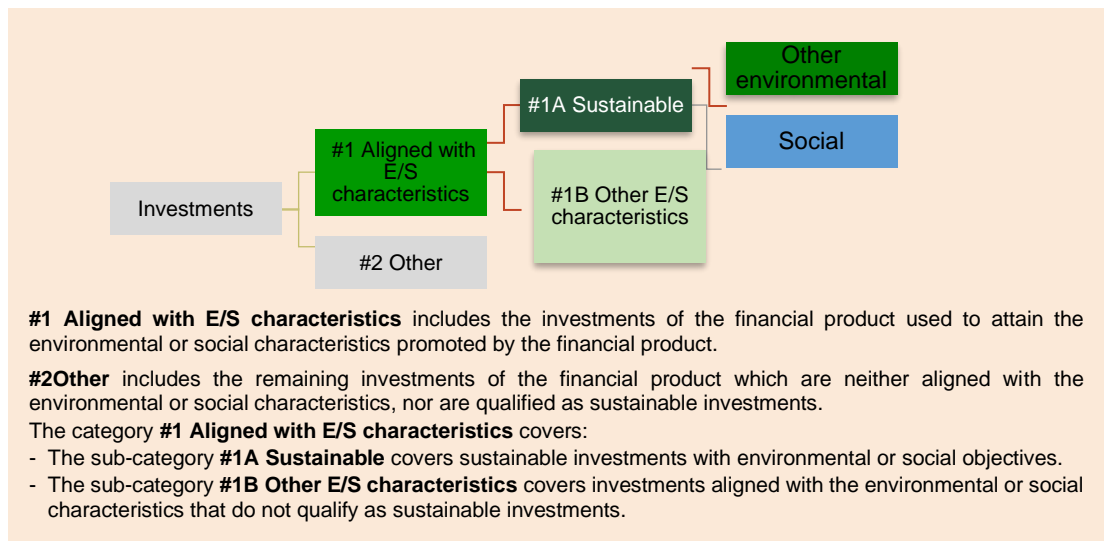 Other
environmental
#1A Sustainable
Social
#1 Aligned with
E/S
characteristics
#1B Other E/S
characteristics
Investments
#2 Other
#1 Aligned with E/S characteristics includes the investments of the financial product used to attain the
environmental or social characteristics promoted by the financial product.
#2Other includes the remaining investments of the financial product which are neither aligned with the
environmental or social characteristics, nor are qualified as sustainable investments.
The category #1 Aligned with E/S characteristics covers:
- The sub-category #1A Sustainable covers sustainable investments with environmental or social objectives.
- The sub-category #1B Other E/S characteristics covers investments aligned with the environmental or social
characteristics that do not qualify as sustainable investments.